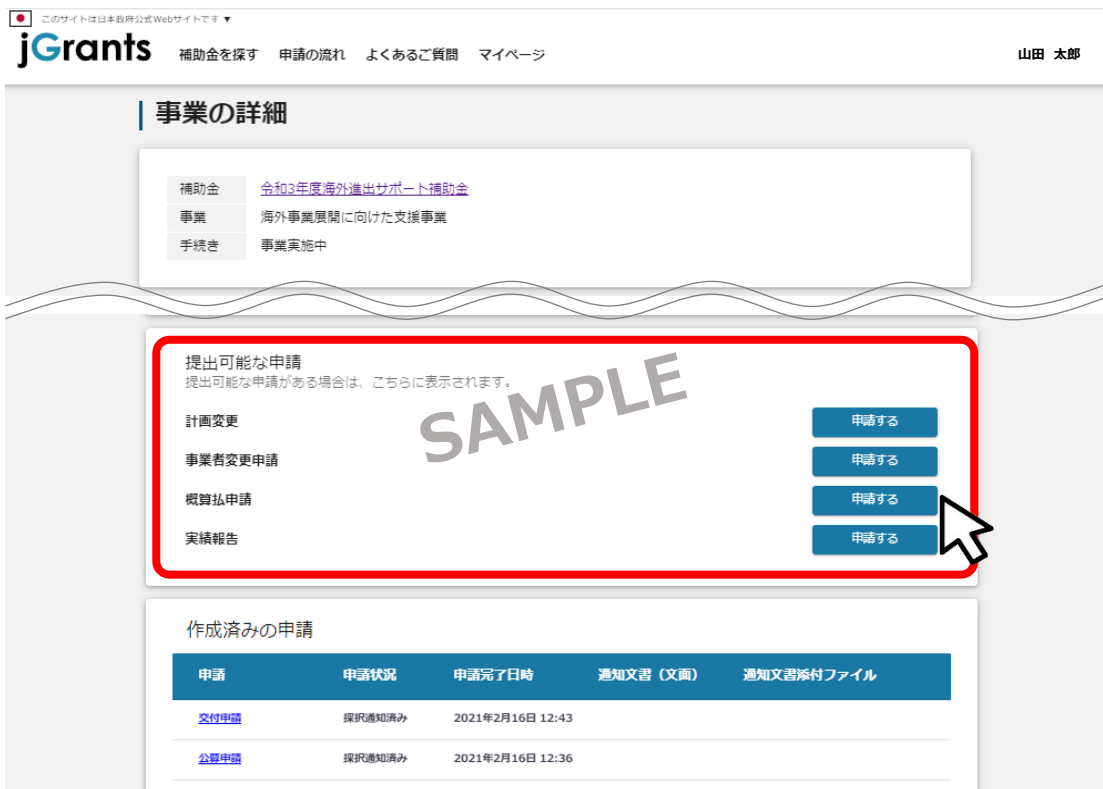 このサイトは日本政府公式Webサイトです ▼
jGrants 補助金を探す 申請の流れ よくあるご質問 マイページ 山田 太郎
事業の詳細
補助金 令和3年度海外進出サポート補助金
事業 海外事業展開に向けた支援事業
手続き 事業実施中
提出可能な申請
提出可能な申請がある場合は、こちらに表示されます。
SAMPLE
計画変更 申請する
事業者変更申請 申請する
概算払申請 申請する
実績報告 申請する
作成済みの申請
申請 申請状況 申請完了日時 通知文書（文面） 通知文書添付ファイル
交付申請 採択通知済み 2021年2月16日 12:43
公募申請 採択通知済み 2021年2月16日 12:36